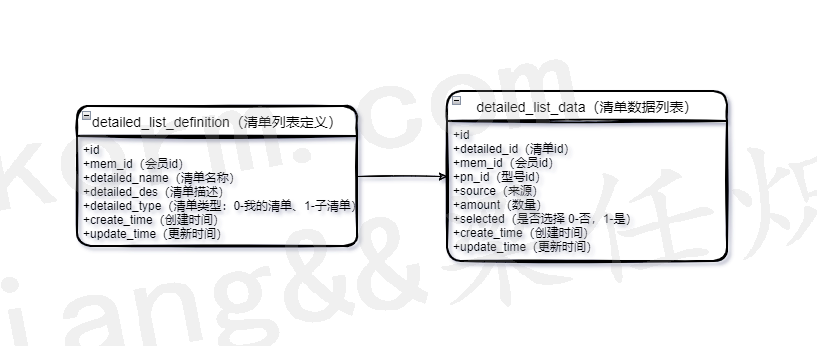 detailed_list_definition（清单列表定义）
+id
+mem_id（会员id）
+detailed_name（清单名称）
+detailed_des（清单描述）
+detailed_type（清单类型：0-我的清单、1-子清单）
+create_time（创建时间）
+update_time（更新时间）
detailed_list_data（清单数据列表）
+id
+detailed_id（清单id）
+mem_id（会员id）
+pn_id（型号id）
+source（来源）
+amount（数量）
+selected（是否选择 0-否，1-是）
+create_time（创建时间）
+update_time（更新时间）
korm.com
iang&&栾任炽